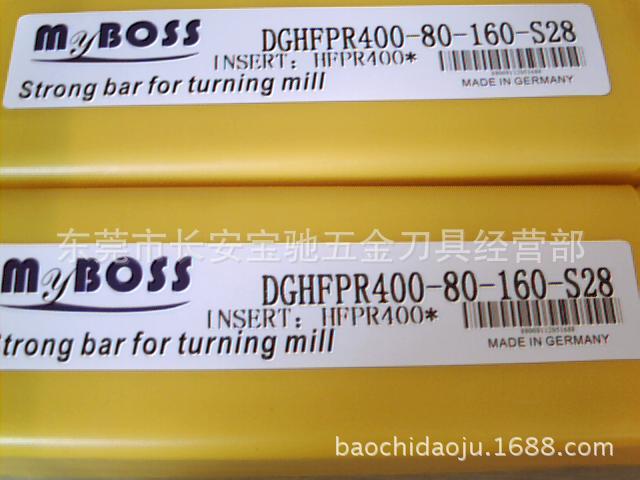 MyBOSS
DGHFPR400-80-160-S28
INSERT: HFPR400*
Strong bar for turning mill
MADE IN GERMANY
东莞市长安宝驰五金刀具经营部
MyBOSS
DGHFPR400-80-160-S28
INSERT: HFPR400*
trong bar for turning mill
MADE IN GERMANY
baochidaoju.1688.com